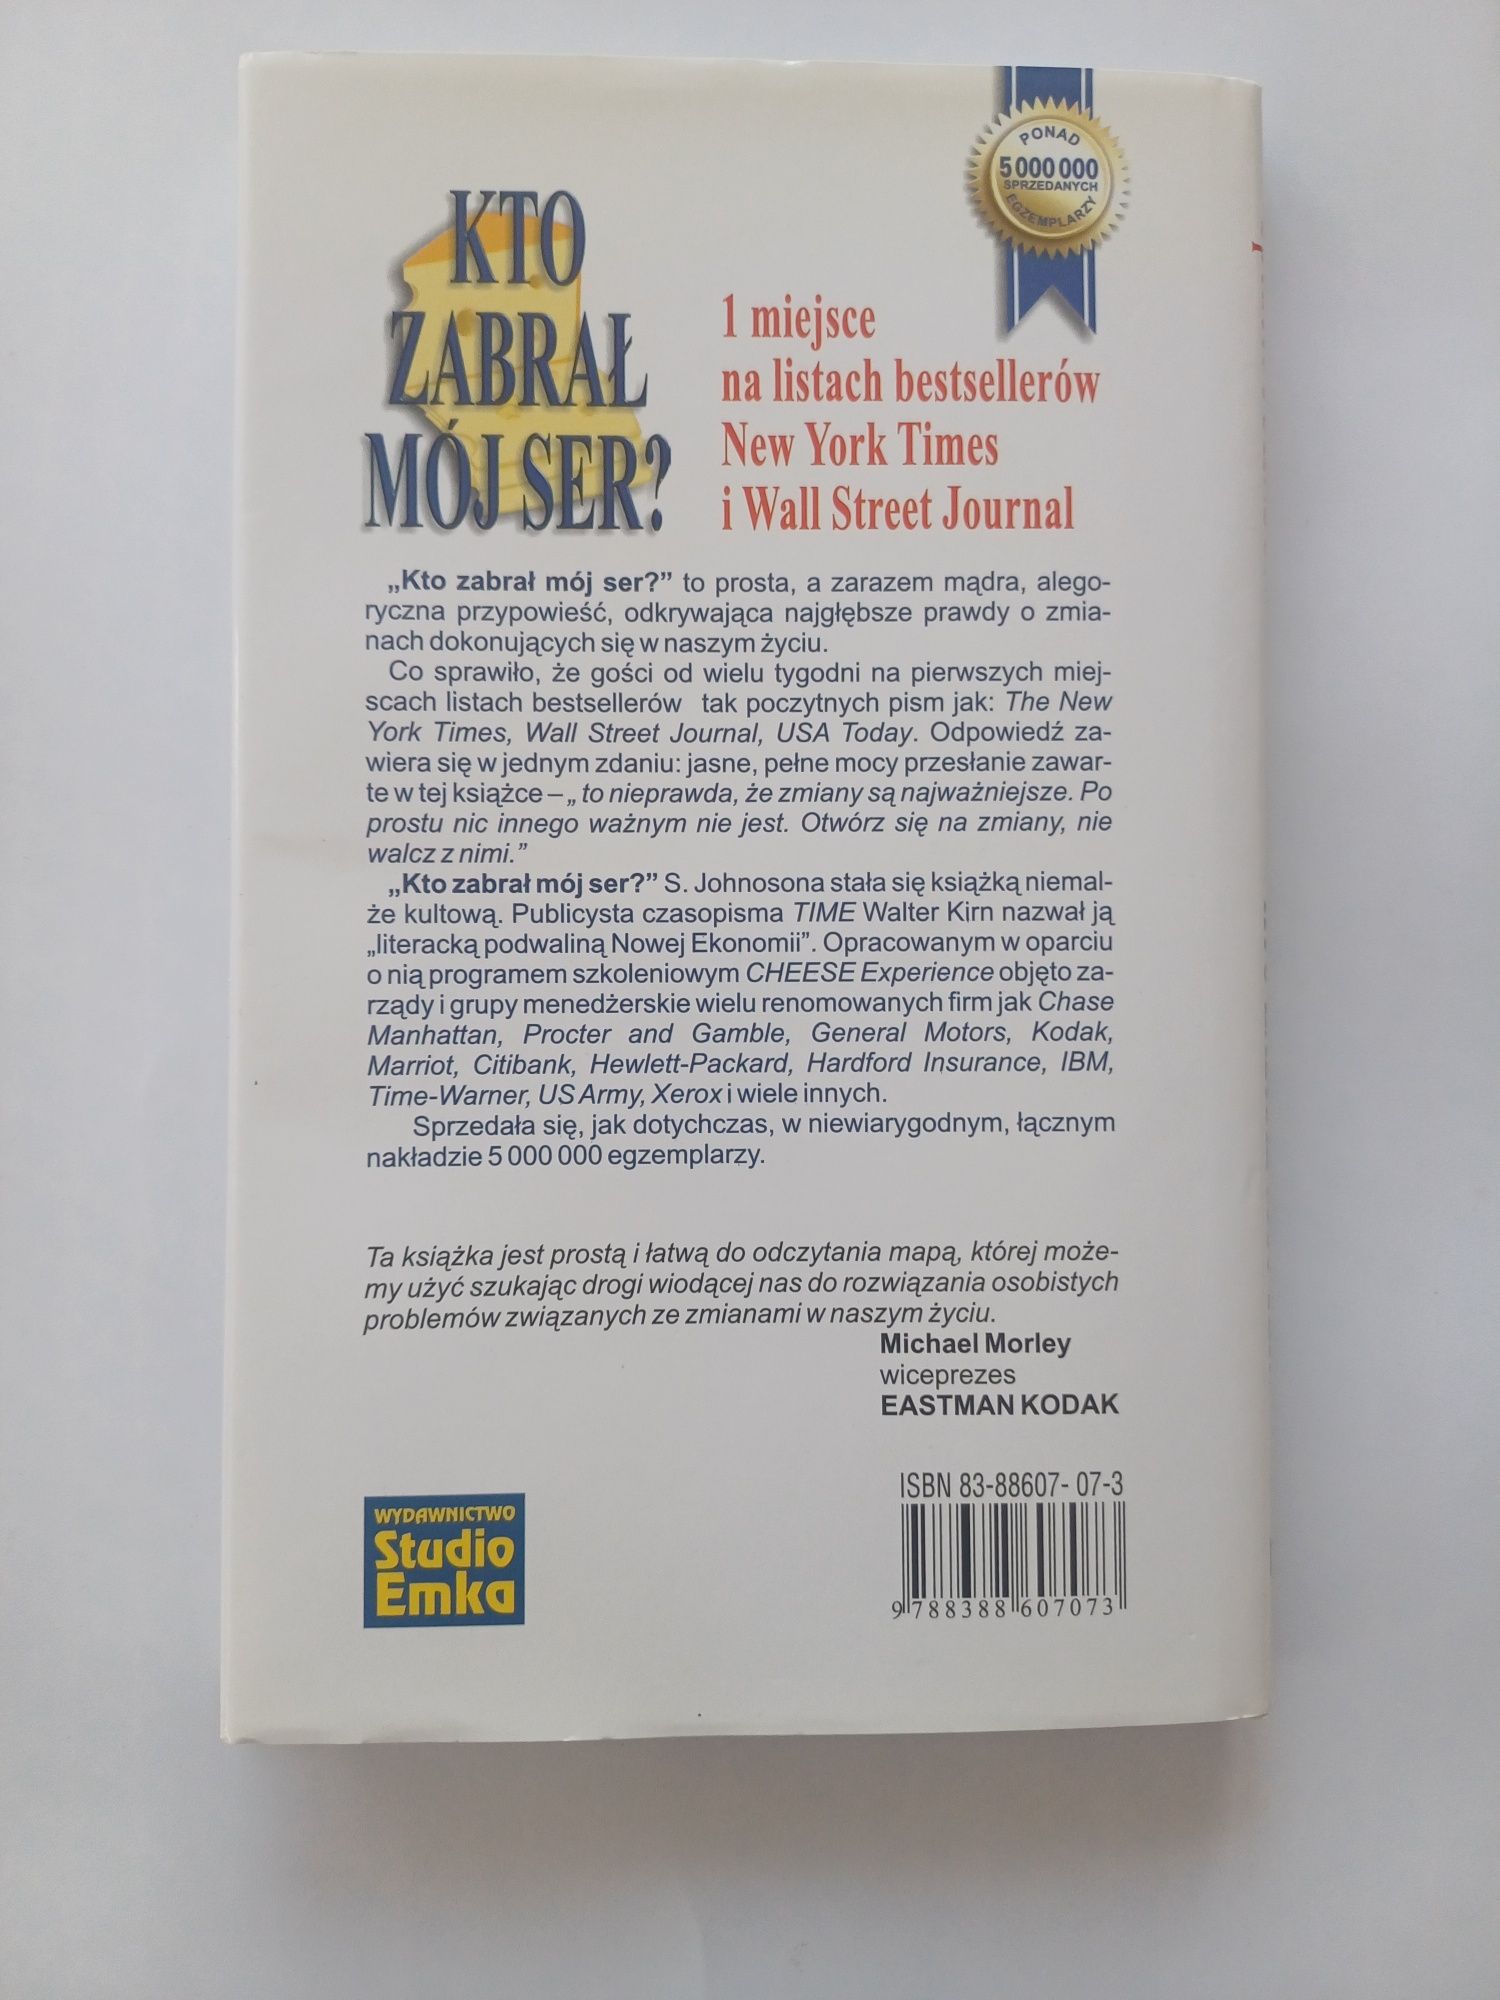 PONAD
5 000 000
SPRZEDANYCH
EGZEMPLARZY
KTO
ZABRAŁ
MÓJ SER?
1 miejsce
na listach bestsellerów
New York Times
i Wall Street Journal
„Kto zabrał mój ser?” to prosta, a zarazem mądra, alego-
ryczna przypowieść, odkrywająca najgłębsze prawdy o zmia-
nach dokonujących się w naszym życiu.
Co sprawiło, że gości od wielu tygodni na pierwszych miej-
scach listach bestsellerów tak poczytnych pism jak: The New
York Times, Wall Street Journal, USA Today. Odpowiedź za-
wiera się w jednym zdaniu: jasne, pełne mocy przesłanie zawar-
te w tej książce – „ to nieprawda, że zmiany są najważniejsze. Po
prostu nic innego ważnym nie jest. Otwórz się na zmiany, nie
walcz z nimi.”
„Kto zabrał mój ser?” S. Johnosona stała się książką niemal-
że kultową. Publicysta czasopisma TIME Walter Kirn nazwał ją
„literacką podwaliną Nowej Ekonomii”. Opracowanym w oparciu
o nią programem szkoleniowym CHEESE Experience objęto za-
rządy i grupy menedżerskie wielu renomowanych firm jak Chase
Manhattan, Procter and Gamble, General Motors, Kodak,
Marriot, Citibank, Hewlett-Packard, Hardford Insurance, IBM,
Time-Warner, US Army, Xerox i wiele innych.
Sprzedała się, jak dotychczas, w niewiarygodnym, łącznym
nakładzie 5 000 000 egzemplarzy.
Ta książka jest prostą i łatwą do odczytania mapą, której może-
my użyć szukając drogi wiodącej nas do rozwiązania osobistych
problemów związanych ze zmianami w naszym życiu.
Michael Morley
wiceprezes
EASTMAN KODAK
WYDAWNICTWO
Studio
Emka
ISBN 83-88607- 07-3
9 788388 607073